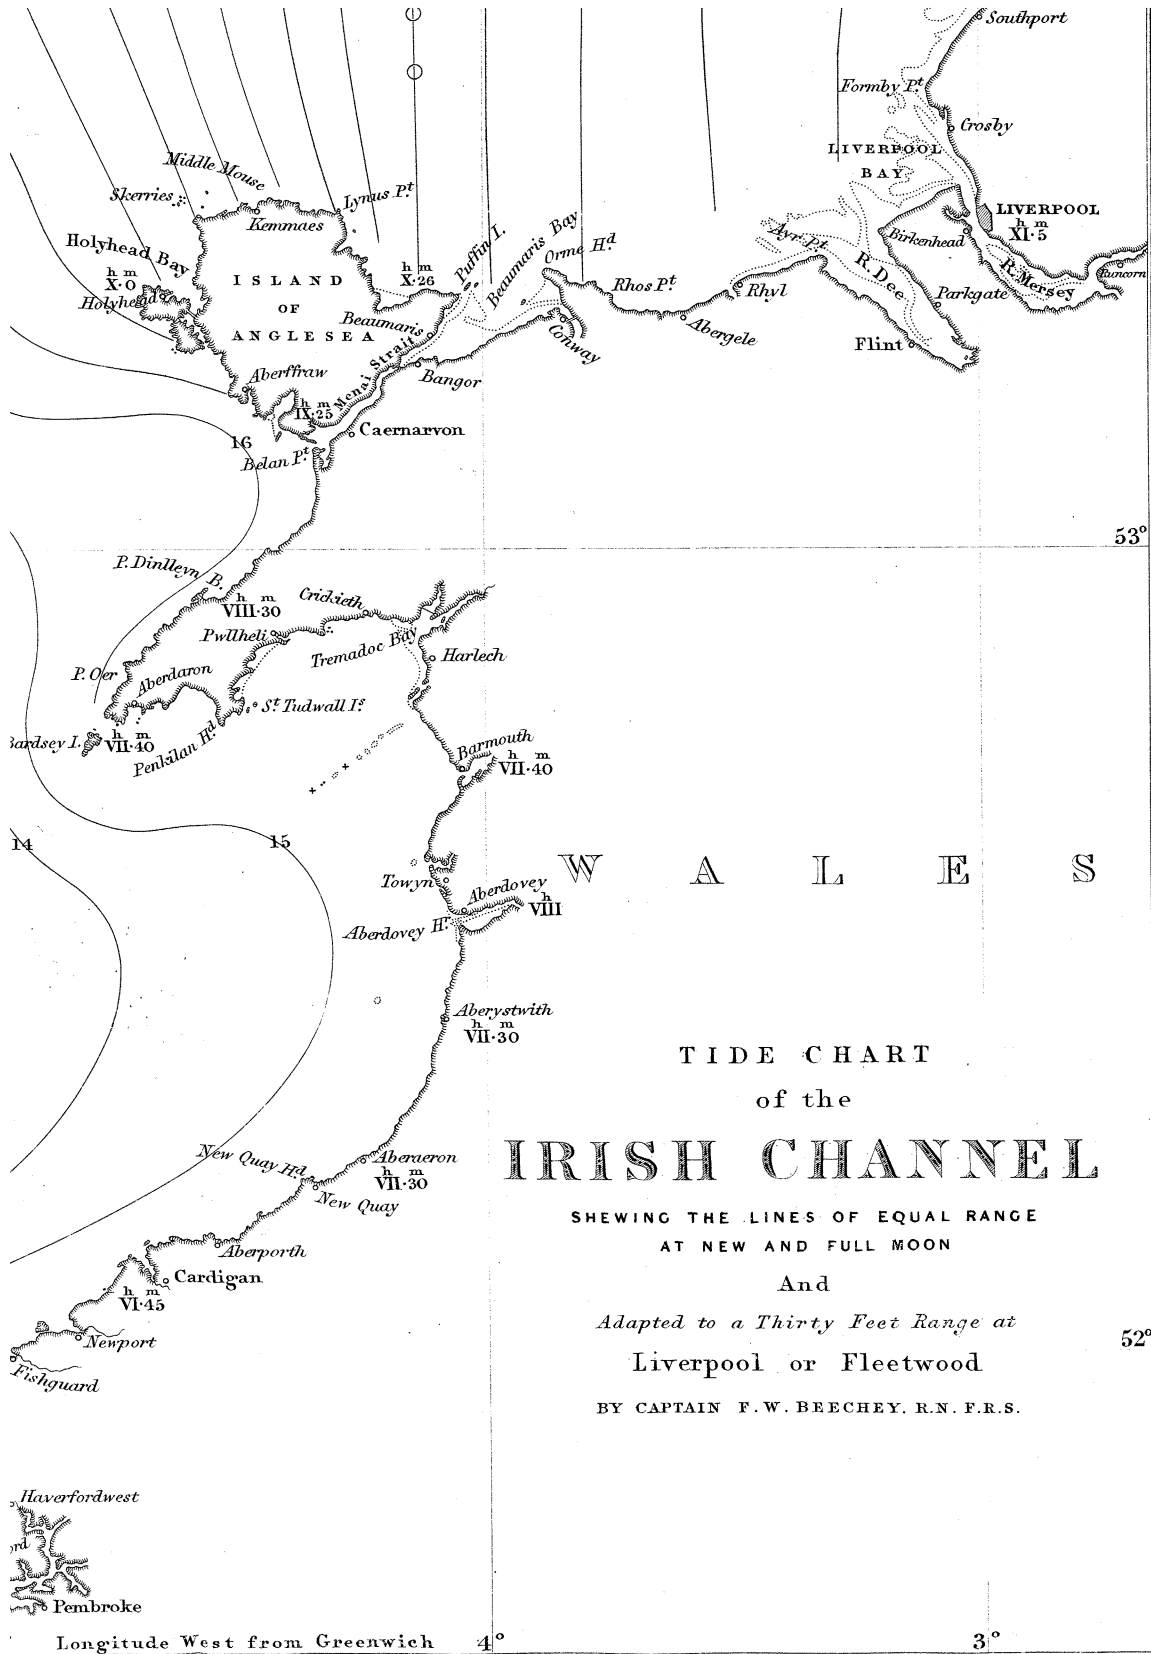 Southport
Formby Pt.
Crosby
LIVERPOOL
BAY
Middle Mouse
Skerries
Lynus Pt.
Kemmaes
LIVERPOOL
h m
XI·5
Birkenhead
Holyhead Bay
h m
X·0
Holyhead
ISLAND
OF
ANGLESEA
h m
X·26
Puffin I.
Beaumaris Bay
Orme Hd.
Ayr Pt.
R. Dee
R. Mersey
Runcorn
Rhos Pt.
Rhyl
Parkgate
Beaumaris
Menai Strait
Conway
Abergele
Flint
Aberffraw
Bangor
h m
IX·25
Caernarvon
16
Belan Pt.
53°
P. Dinlleyn B.
h m
VIII·30
Crickieth
Pwllheli
Tremadoc Bay
Harlech
P. Oer
Aberdaron
St. Tudwall Is.
Bardsey I.
h m
VII·40
Penkilan Hd.
Barmouth
h m
VII·40
14
15
WALES
Towyn
Aberdovey
h
VIII
Aberdovey Hr.
Aberystwith
h m
VII·30
TIDE CHART
of the
IRISH CHANNEL
SHEWING THE LINES OF EQUAL RANGE
AT NEW AND FULL MOON
And
Adapted to a Thirty Feet Range at
Liverpool or Fleetwood
BY CAPTAIN F.W. BEECHEY. R.N. F.R.S.
New Quay Hd.
Aberaeron
h m
VII·30
New Quay
Aberporth
Cardigan
h m
VI·45
Newport
52°
Fishguard
Haverfordwest
ord
Pembroke
Longitude West from Greenwich
4°
3°